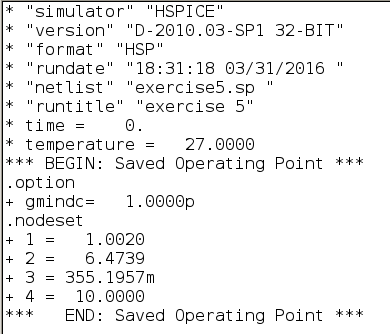 * "simulator" "HSPICE"
* "version" "D-2010.03-SP1 32-BIT"
* "format" "HSP"
* "rundate" "18:31:18 03/31/2016 "
* "netlist" "exercise5.sp "
* "runtitle" "exercise 5"
* time =    0.
* temperature =   27.0000
*** BEGIN: Saved Operating Point ***
.option
+ gmindc=   1.0000p
.nodeset
+ 1 =   1.0020
+ 2 =   6.4739
+ 3 = 355.1957m
+ 4 =  10.0000
***   END: Saved Operating Point ***